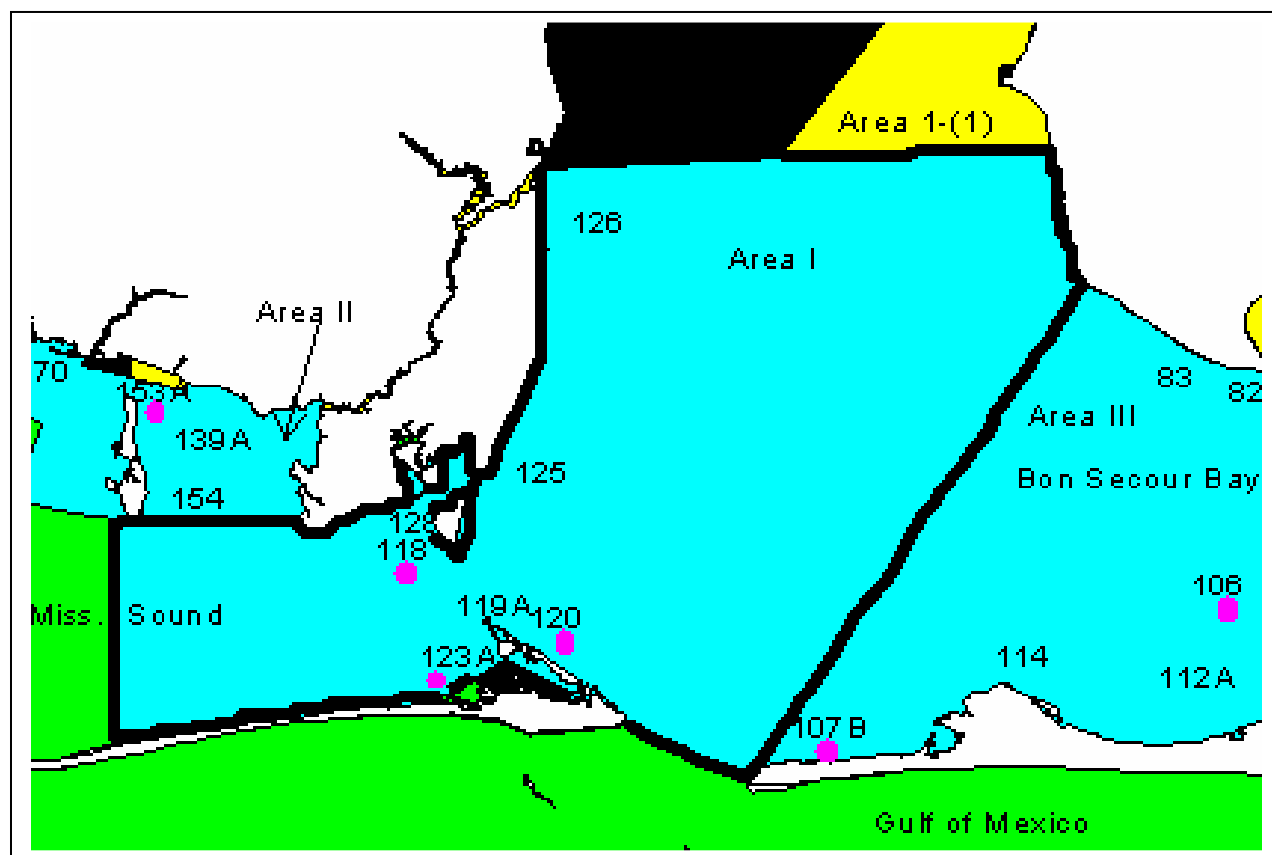 Area 1-(1)
126
Area I
Area II
70
153A
83
82
Area III
139A
125
Bon Secour Bay
154
128
118
106
Miss. Sound
119A
120
123A
114
112A
107B
Gulf of Mexico